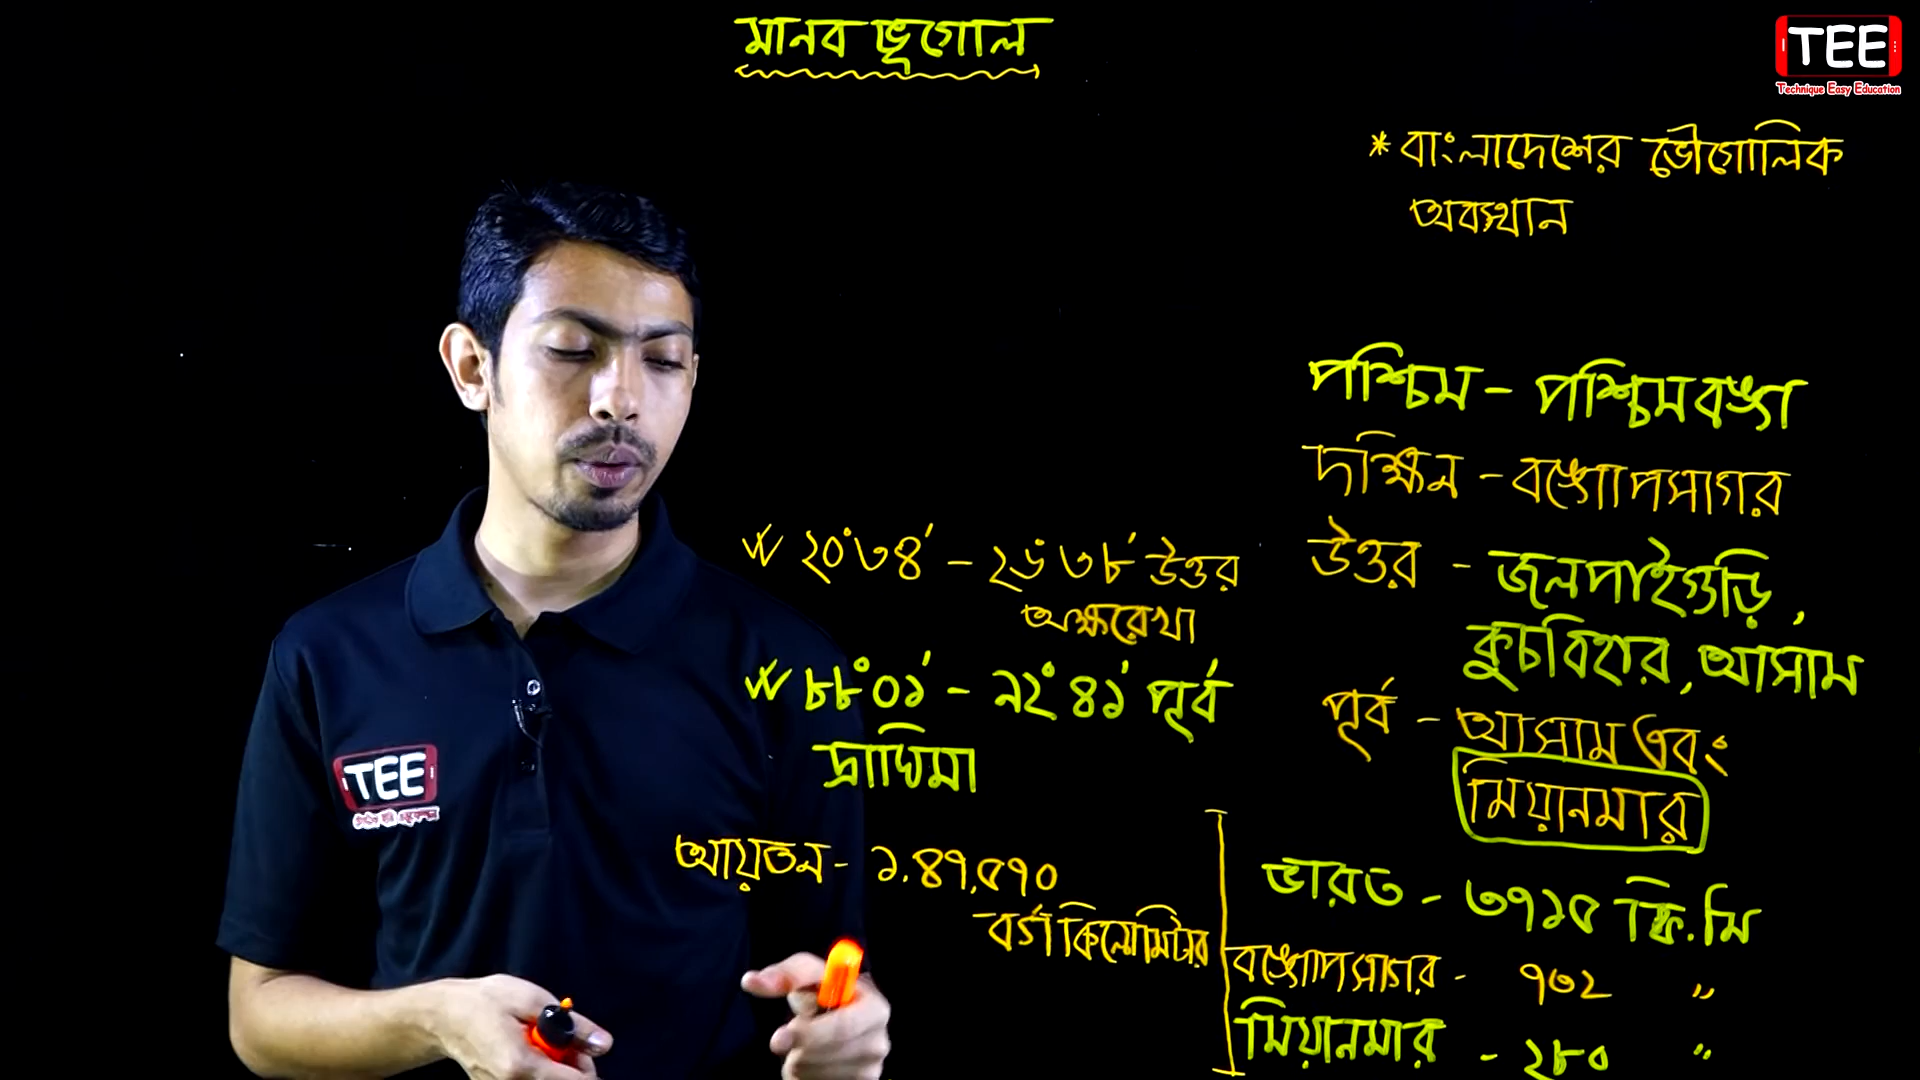 মানব ভূগোল
TEE
Technique Easy Education
* বাংলাদেশের ভৌগোলিক
অবস্থান
পশ্চিম - পশ্চিমবঙ্গ
দক্ষিন - বঙ্গোপসাগর
উত্তর - জলপাইগুড়ি,
কুচবিহার, আসাম
পূর্ব - আসাম এবং
মিয়ানমার
২০°৩৪′ - ২৬°৩৮′ উত্তর
অক্ষরেখা
৮৮°০১′ - ৯২°৪১′ পূর্ব
দ্রাঘিমা
আয়তন - ১,৪৭,৫৭০
বর্গ কিলোমিটার
ভারত - ৩৭১৫ কি.মি
বঙ্গোপসাগর - ৭৩২ "
মিয়ানমার - ২৮০ "
TEE